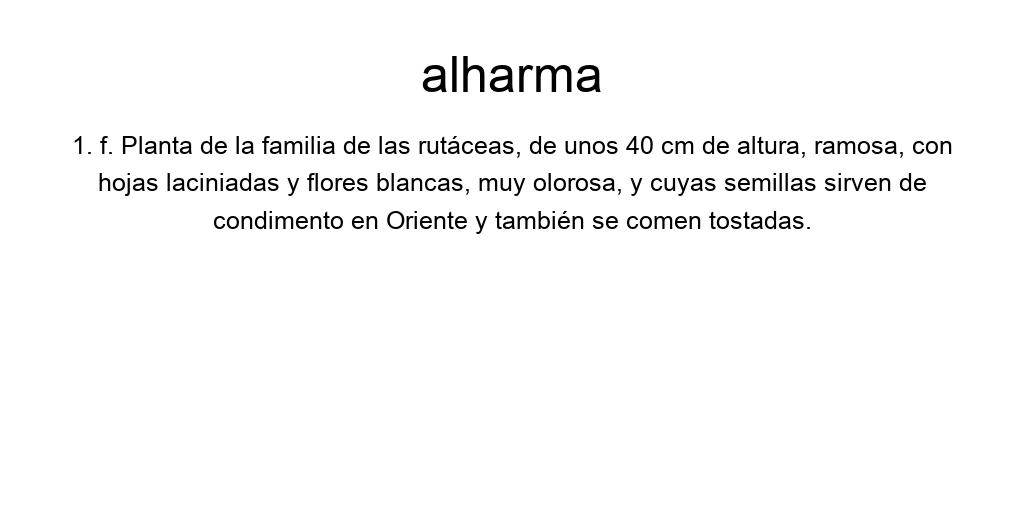 alharma
1. f. Planta de la familia de las rutáceas, de unos 40 cm de altura, ramosa, con
hojas laciniadas y flores blancas, muy olorosa, y cuyas semillas sirven de
condimento en Oriente y también se comen tostadas.